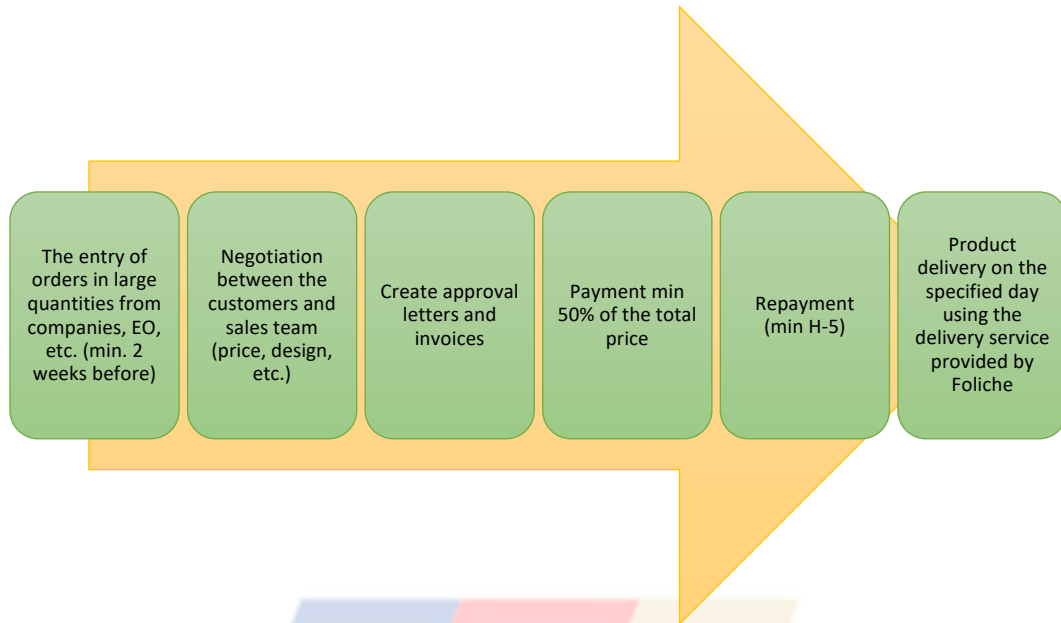 The entry of
orders in large
quantities from
companies, EO,
etc. (min. 2
weeks before)
Negotiation
between the
customers and
sales team
(price, design,
etc.)
Create approval
letters and
invoices
Payment min
50% of the total
price
Repayment
(min H-5)
Product
delivery on the
specified day
using the
delivery service
provided by
Foliche